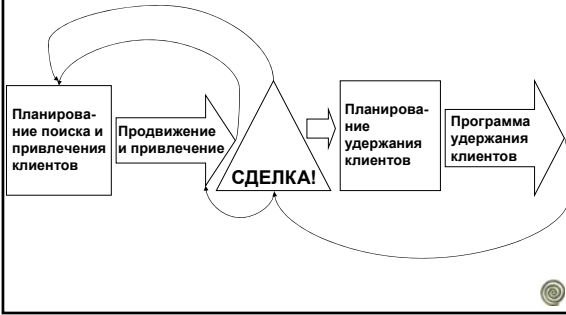 Планирова-
ние поиска и
привлечения
клиентов
Продвижение
и привлечение
СДЕЛКА!
Планирова-
ние
удержания
клиентов
Программа
удержания
клиентов